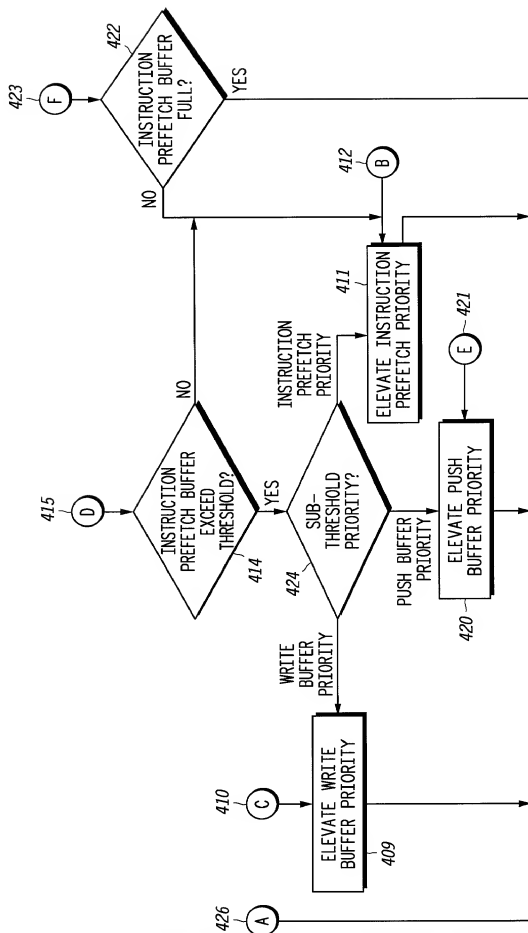 423
F
422
INSTRUCTION
PREFETCH BUFFER
FULL?
YES
NO
412
B
415
D
INSTRUCTION
PREFETCH BUFFER
EXCEED
THRESHOLD?
414
NO
YES
SUB-
THRESHOLD
PRIORITY?
424
INSTRUCTION
PREFETCH
PRIORITY
411
ELEVATE INSTRUCTION
PREFETCH PRIORITY
421
E
PUSH BUFFER
PRIORITY
ELEVATE PUSH
BUFFER PRIORITY
420
WRITE
BUFFER
PRIORITY
410
C
ELEVATE WRITE
BUFFER PRIORITY
409
426
A